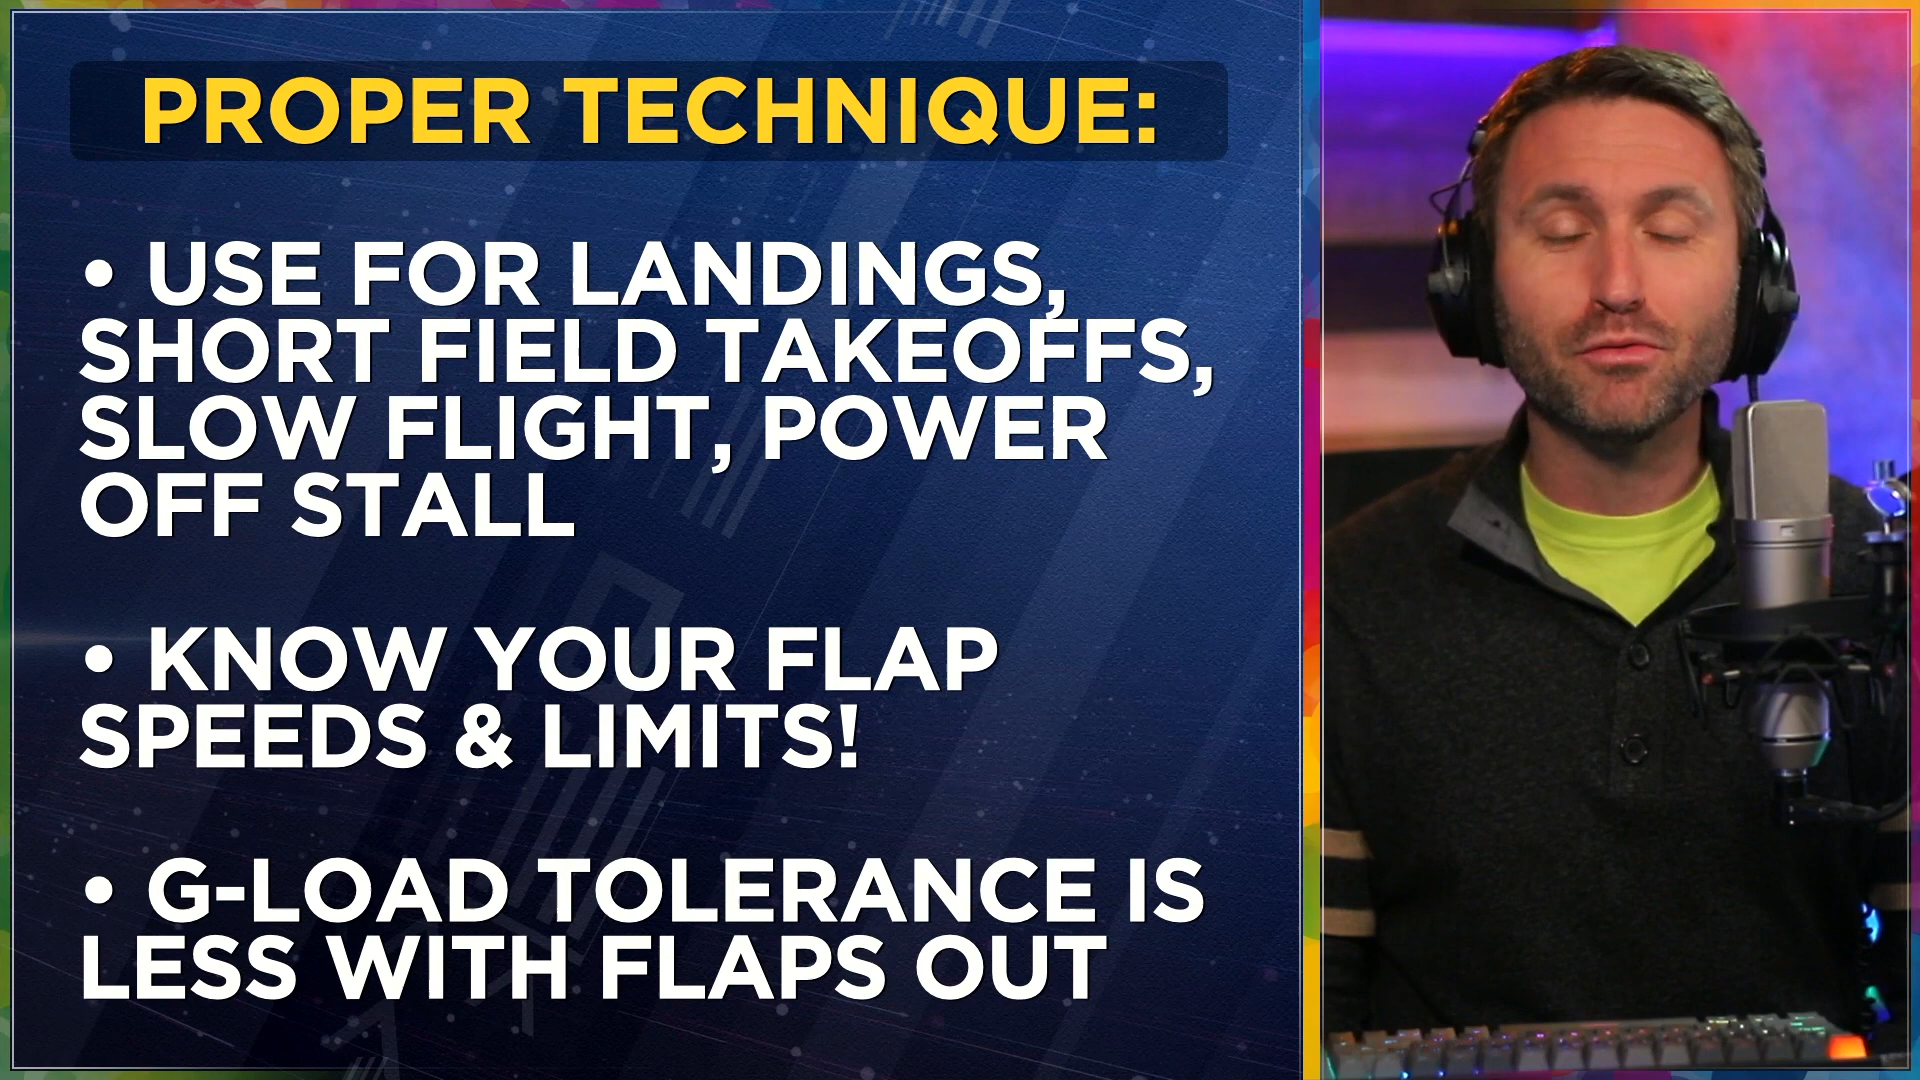 PROPER TECHNIQUE:
• USE FOR LANDINGS,
SHORT FIELD TAKEOFFS,
SLOW FLIGHT, POWER
OFF STALL
• KNOW YOUR FLAP
SPEEDS & LIMITS!
• G-LOAD TOLERANCE IS
LESS WITH FLAPS OUT